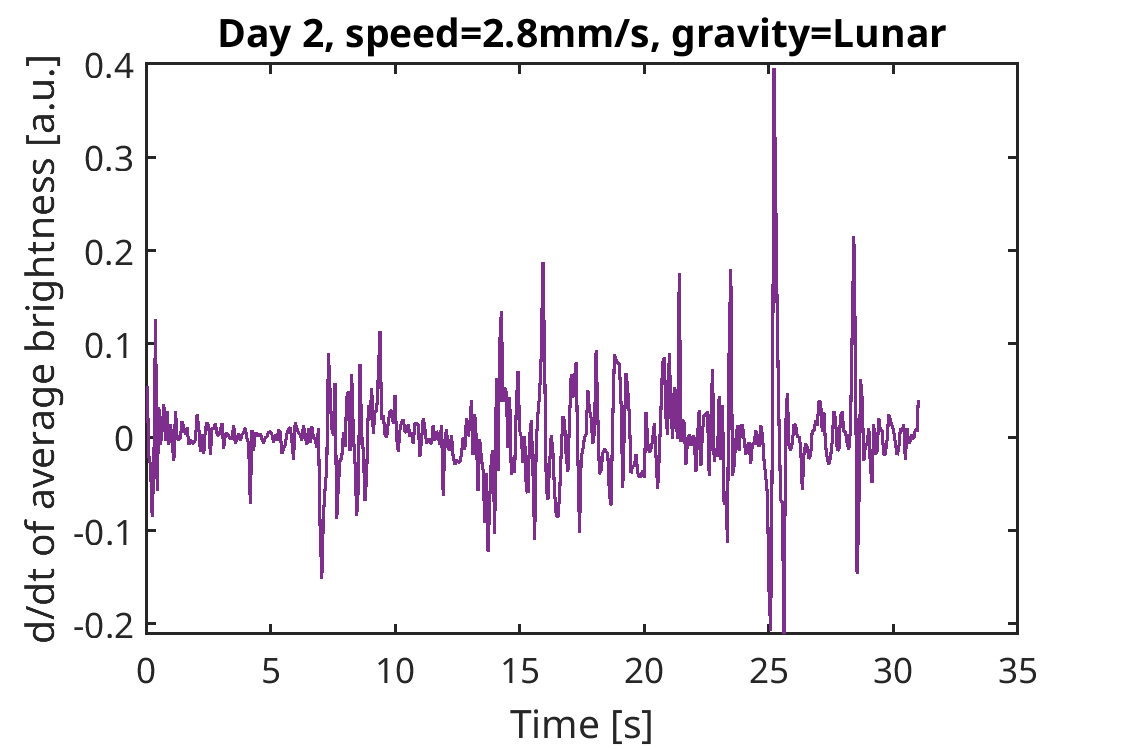 Day 2, speed=2.8mm/s, gravity=Lunar
d/dt of average brightness [a.u.]
0.4
0.3
0.2
0.1
0
-0.1
-0.2
0 5 10 15 20 25 30 35
Time [s]